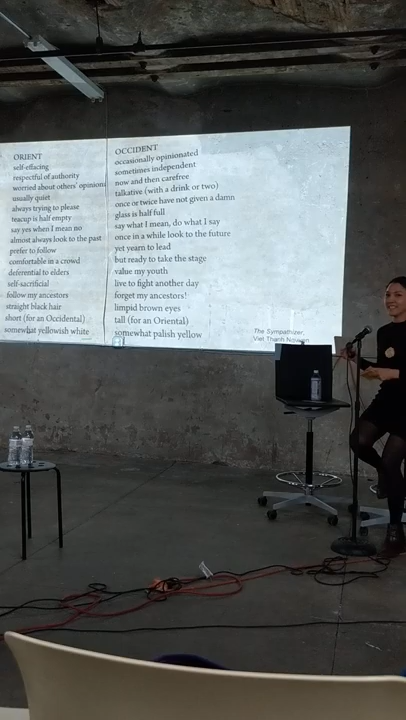 ORIENT
self-effacing
respectful of authority
worried about others' opinions
usually quiet
always trying to please
teacup is half empty
say yes when I mean no
almost always look to the past
prefer to follow
comfortable in a crowd
deferential to elders
self-sacrificial
follow my ancestors
straight black hair
short (for an Occidental)
somewhat yellowish white
OCCIDENT
occasionally opinionated
sometimes independent
now and then carefree
talkative (with a drink or two)
once or twice have not given a damn
glass is half full
say what I mean, do what I say
once in a while look to the future
yet yearn to lead
but ready to take the stage
value my youth
live to fight another day
forget my ancestors!
limpid brown eyes
tall (for an Oriental)
somewhat palish yellow
The Sympathizer,
Viet Thanh Nguyen